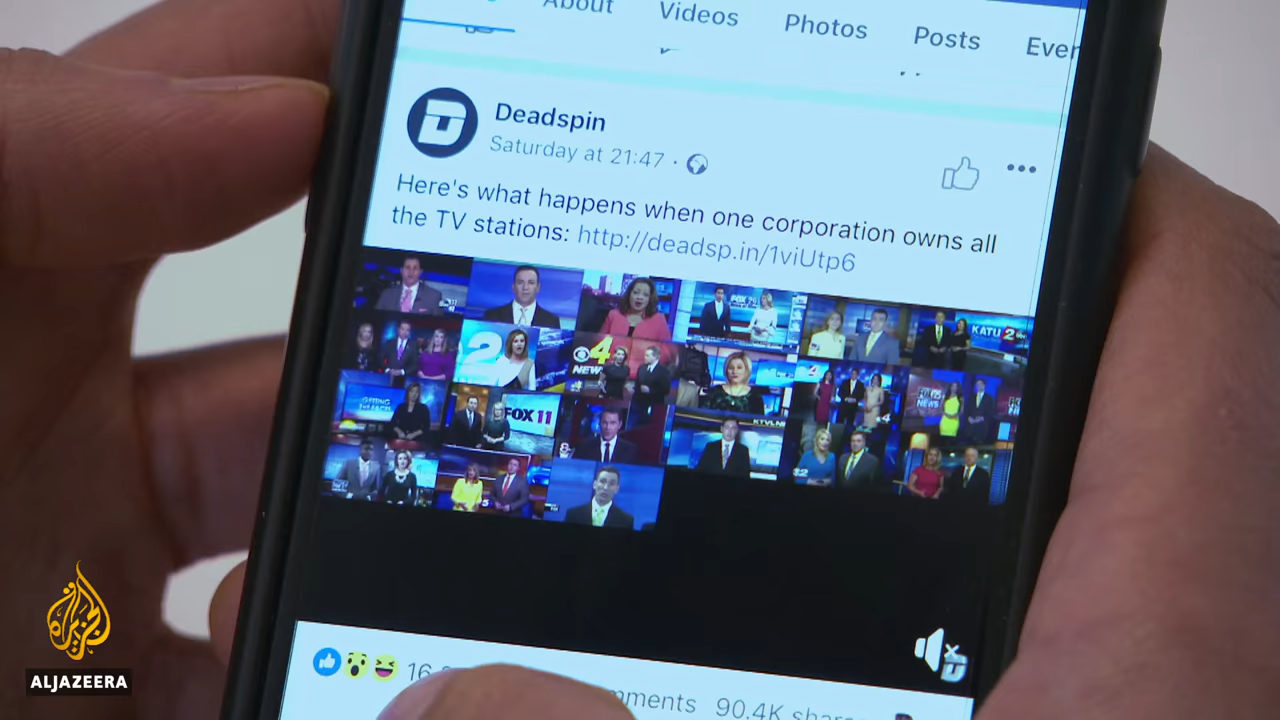 About Videos Photos Posts
Deadspin
Saturday at 21:47 ·
Here's what happens when one corporation owns all
the TV stations: http://deadsp.in/1viUtp6
KATU 2
2
4
NEWS
FOX 11
KTVL
90.4K
ALJAZEERA